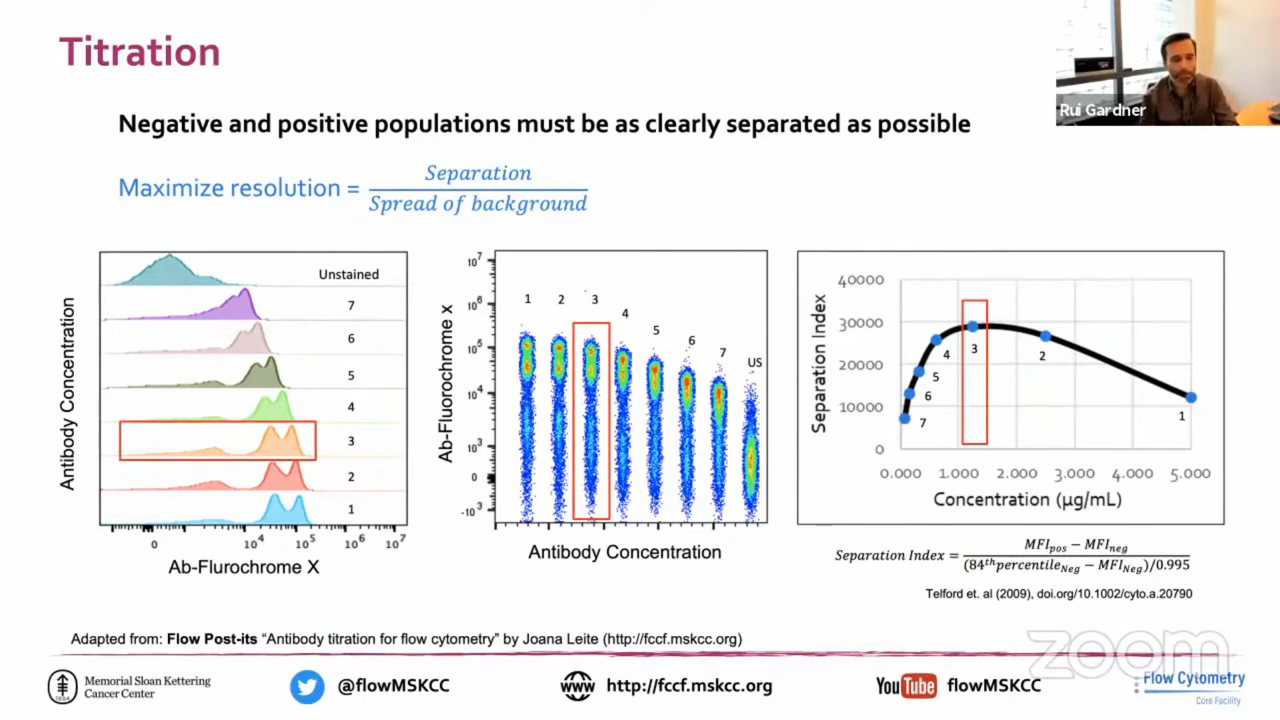 Titration
Rui Gardner
Negative and positive populations must be as clearly separated as possible
Maximize resolution = Separation / Spread of background
Antibody Concentration
Unstained
7
6
5
4
3
2
1
0 10⁴ 10⁵ 10⁶ 10⁷
Ab-Flurochrome X
Ab-Fluorochrome x
10⁷
10⁶
10⁵
10⁴
10³
0
-10³
1 2 3 4 5 6 7 US
Antibody Concentration
Separation Index
40000
30000
20000
10000
0
7 6 5 4 3 2 1
0.000 1.000 2.000 3.000 4.000 5.000
Concentration (µg/mL)
Separation Index = MFIpos − MFIneg / (84th percentileNeg − MFINeg)/0.995
Telford et. al (2009), doi.org/10.1002/cyto.a.20790
Adapted from: Flow Post-its “Antibody titration for flow cytometry” by Joana Leite (http://fccf.mskcc.org)
zoom
Memorial Sloan Kettering
Cancer Center
@flowMSKCC
www
http://fccf.mskcc.org
YouTube
flowMSKCC
Flow Cytometry
Core Facility